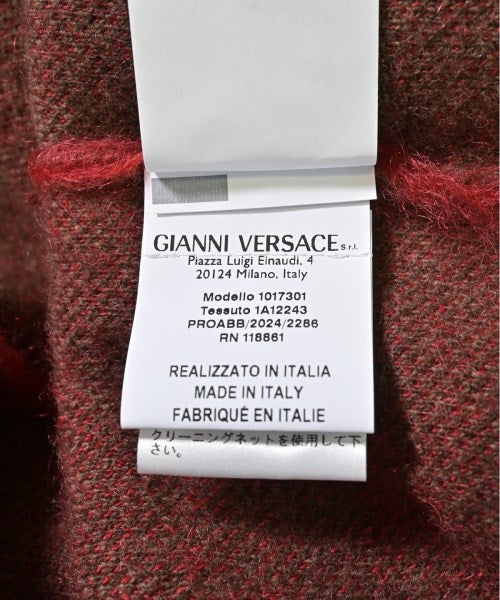 GIANNI VERSACE S.r.l.
Piazza Luigi Einaudi, 4
20124 Milano, Italy
Modello 1017301
Tessuto 1A12243
PROABB/2024/2286
RN 118861
REALIZZATO IN ITALIA
MADE IN ITALY
FABRIQUÉ EN ITALIE
クリーニングネットを使用して下
さい。